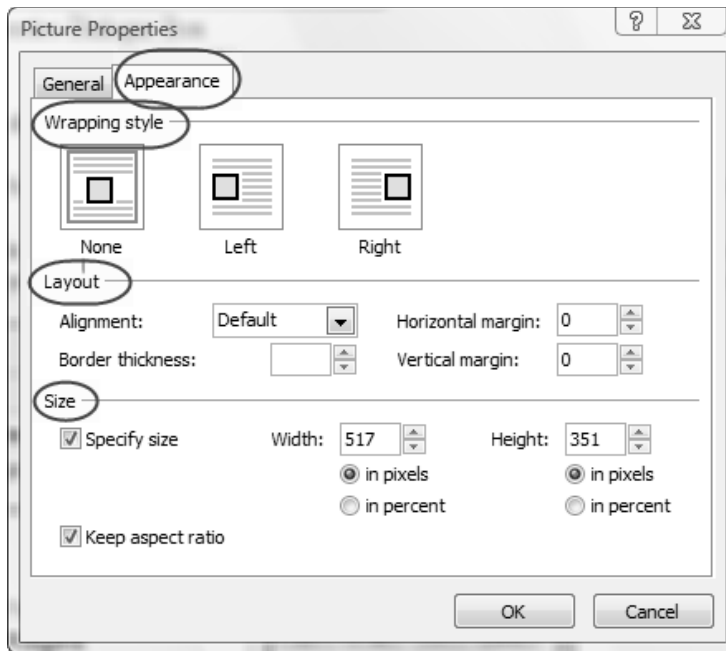 Picture Properties
General Appearance
Wrapping style
None Left Right
Layout
Alignment: Default Horizontal margin: 0
Border thickness: Vertical margin: 0
Size
Specify size Width: 517 Height: 351
in pixels in pixels
in percent in percent
Keep aspect ratio
OK Cancel